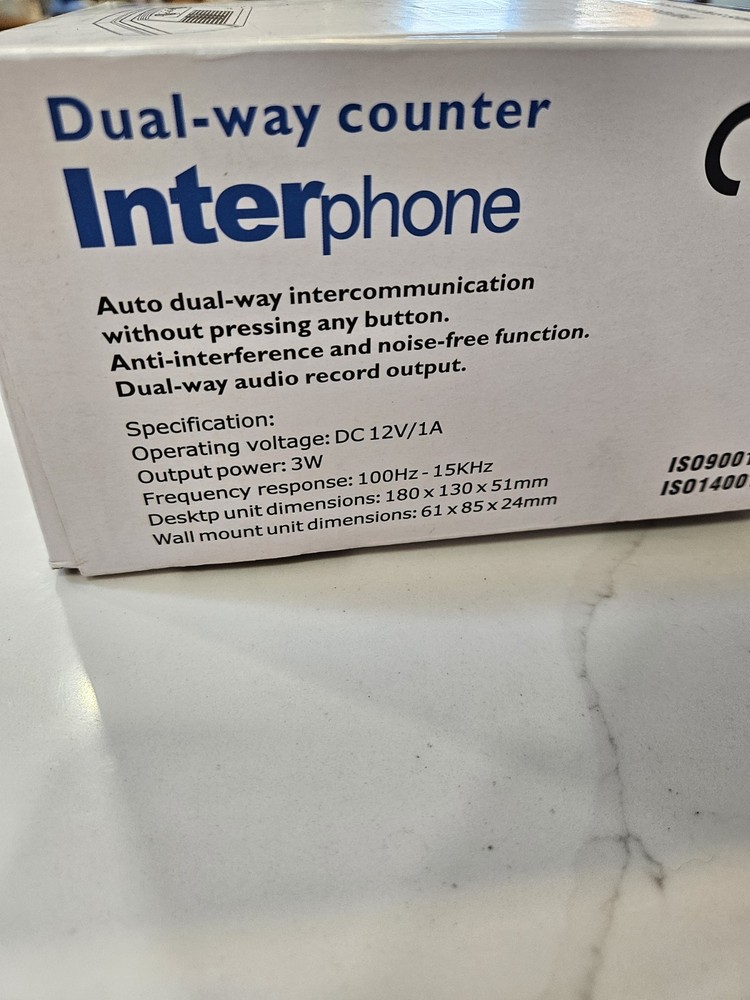 Dual-way counter
Interphone
Auto dual-way intercommunication
without pressing any button.
Anti-interference and noise-free function.
Dual-way audio record output.
Specification:
Operating voltage: DC 12V/1A
Output power: 3W
Frequency response: 100Hz - 15KHz
Desktp unit dimensions: 180 x 130 x 51mm
Wall mount unit dimensions: 61 x 85 x 24mm
ISO9001
ISO1400